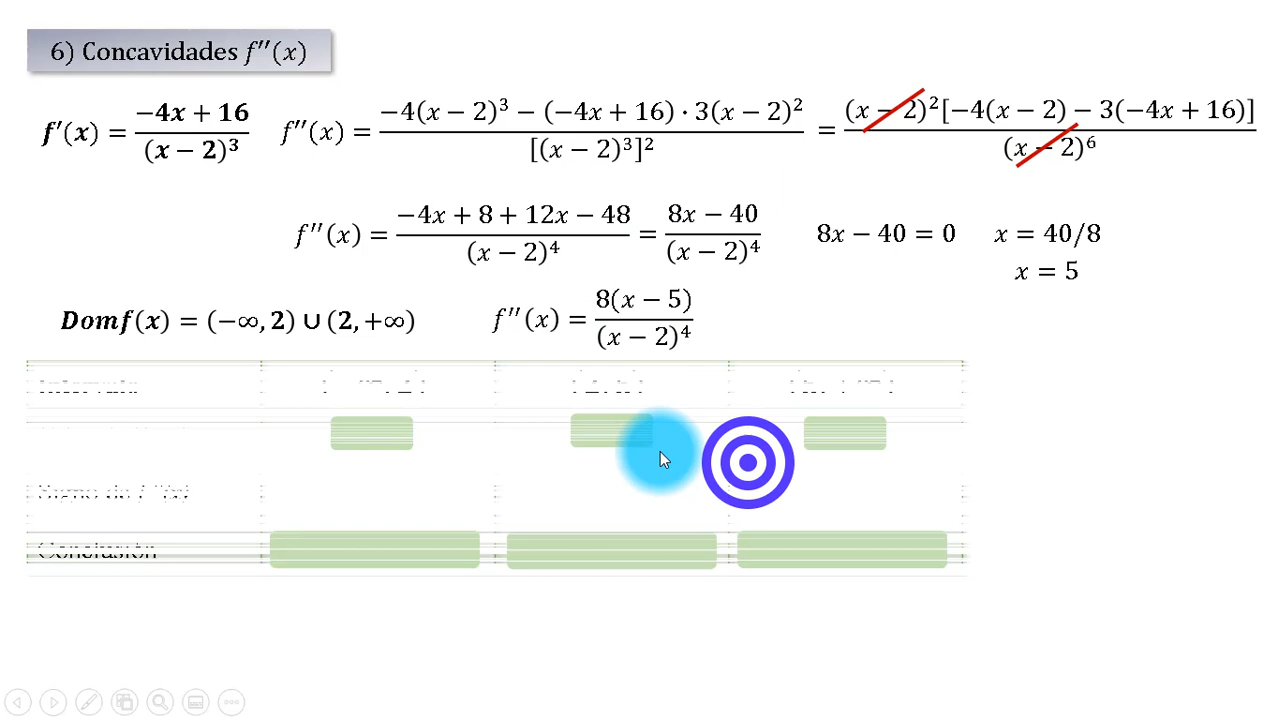 6) Concavidades f''(x)
f'(x) = (-4x + 16)/(x - 2)³
f''(x) = (-4(x - 2)³ - (-4x + 16) · 3(x - 2)²)/[(x - 2)³]² = ((x - 2)²[-4(x - 2) - 3(-4x + 16)])/(x - 2)⁶
f''(x) = (-4x + 8 + 12x - 48)/(x - 2)⁴ = (8x - 40)/(x - 2)⁴
8x - 40 = 0
x = 40/8
x = 5
Domf(x) = (-∞, 2) ∪ (2, +∞)
f''(x) = 8(x - 5)/(x - 2)⁴
Conclusión